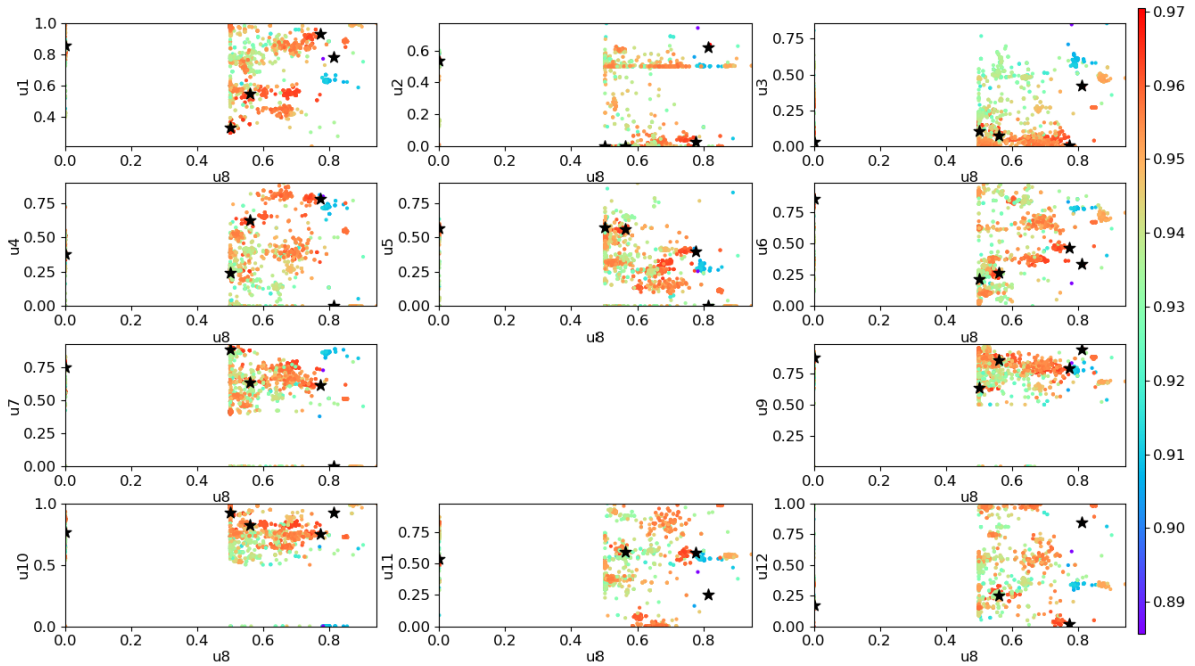 1.0 0.8 0.6 0.4 u1 0.0 0.2 0.4 0.6 0.8 u8
0.6 0.4 0.2 0.0 u2 0.0 0.2 0.4 0.6 0.8 u8
0.75 0.50 0.25 0.00 u3 0.0 0.2 0.4 0.6 0.8 u8
0.75 0.50 0.25 0.00 u4 0.0 0.2 0.4 0.6 0.8 u8
0.75 0.50 0.25 0.00 u5 0.0 0.2 0.4 0.6 0.8 u8
0.75 0.50 0.25 0.00 u6 0.0 0.2 0.4 0.6 0.8 u8
0.75 0.50 0.25 0.00 u7 0.0 0.2 0.4 0.6 0.8 u8
0.75 0.50 0.25 u9 0.0 0.2 0.4 0.6 0.8 u8
1.0 0.5 0.0 u10 0.0 0.2 0.4 0.6 0.8 u8
0.75 0.50 0.25 0.00 u11 0.0 0.2 0.4 0.6 0.8 u8
1.00 0.75 0.50 0.25 0.00 u12 0.0 0.2 0.4 0.6 0.8 u8
0.97
0.96
0.95
0.94
0.93
0.92
0.91
0.90
0.89